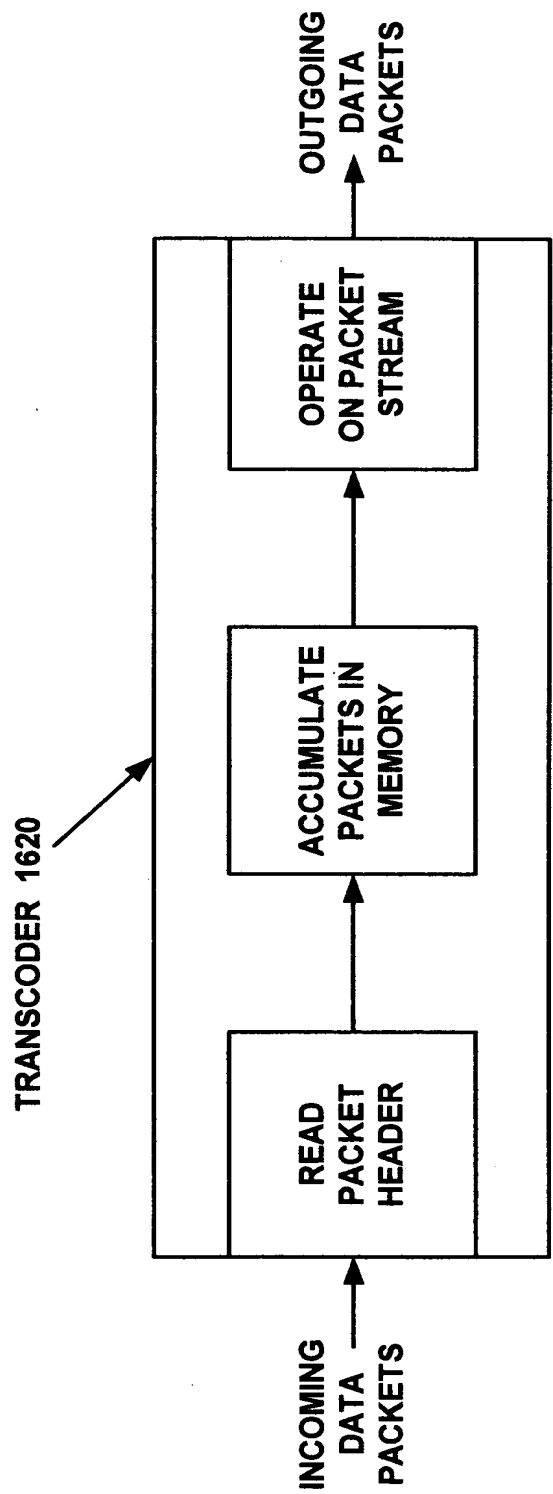 TRANSCODER 1620
INCOMING
DATA
PACKETS
READ
PACKET
HEADER
ACCUMULATE
PACKETS IN
MEMORY
OPERATE
ON PACKET
STREAM
OUTGOING
DATA
PACKETS